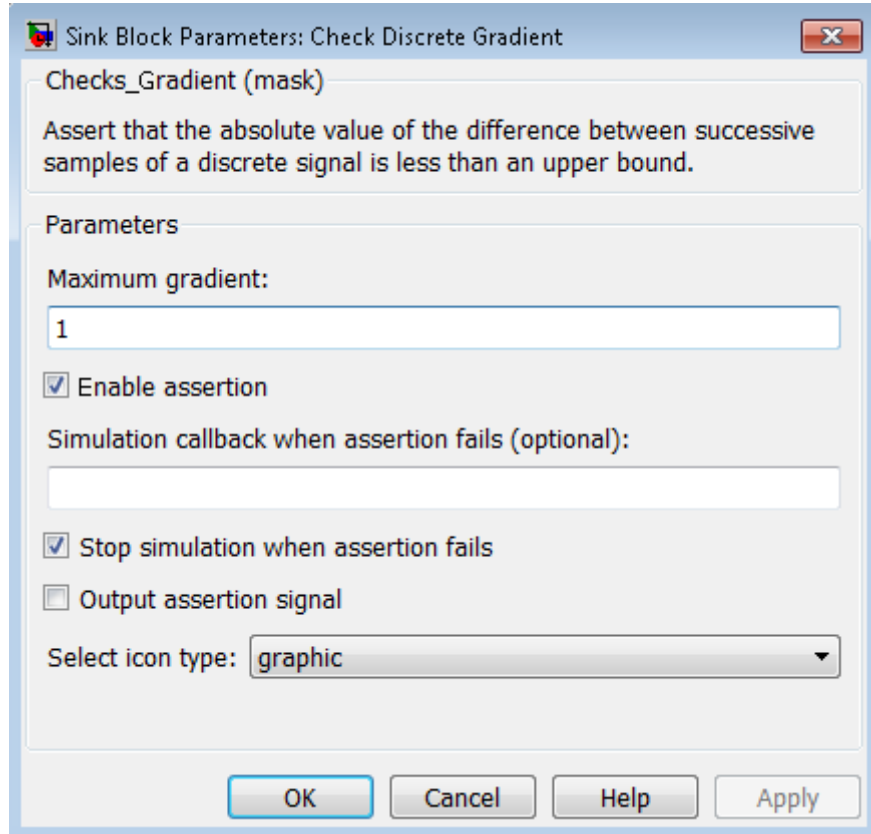 Sink Block Parameters: Check Discrete Gradient
Checks_Gradient (mask)
Assert that the absolute value of the difference between successive
samples of a discrete signal is less than an upper bound.
Parameters
Maximum gradient:
1
Enable assertion
Simulation callback when assertion fails (optional):
Stop simulation when assertion fails
Output assertion signal
Select icon type: graphic
OK Cancel Help Apply